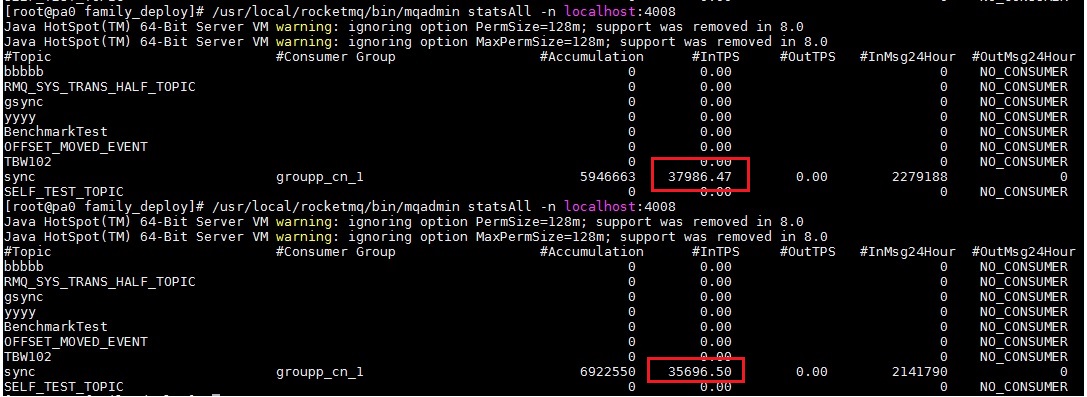 [root@pa0 family_deploy]# /usr/local/rocketmq/bin/mqadmin statsAll -n localhost:4008
Java HotSpot(TM) 64-Bit Server VM warning: ignoring option PermSize=128m; support was removed in 8.0
Java HotSpot(TM) 64-Bit Server VM warning: ignoring option MaxPermSize=128m; support was removed in 8.0
#Topic #Consumer Group #Accumulation #InTPS #OutTPS #InMsg24Hour #OutMsg24Hour
bbbbb 0 0.00 0 NO_CONSUMER
RMQ_SYS_TRANS_HALF_TOPIC 0 0.00 0 NO_CONSUMER
gsync 0 0.00 0 NO_CONSUMER
yyyy 0 0.00 0 NO_CONSUMER
BenchmarkTest 0 0.00 0 NO_CONSUMER
OFFSET_MOVED_EVENT 0 0.00 0 NO_CONSUMER
TBW102 0 0.00 0 NO_CONSUMER
sync groupp_cn_1 5946663 37986.47 0.00 2279188 0
SELF_TEST_TOPIC 0 0.00 0 NO_CONSUMER
[root@pa0 family_deploy]# /usr/local/rocketmq/bin/mqadmin statsAll -n localhost:4008
Java HotSpot(TM) 64-Bit Server VM warning: ignoring option PermSize=128m; support was removed in 8.0
Java HotSpot(TM) 64-Bit Server VM warning: ignoring option MaxPermSize=128m; support was removed in 8.0
#Topic #Consumer Group #Accumulation #InTPS #OutTPS #InMsg24Hour #OutMsg24Hour
bbbbb 0 0.00 0 NO_CONSUMER
RMQ_SYS_TRANS_HALF_TOPIC 0 0.00 0 NO_CONSUMER
gsync 0 0.00 0 NO_CONSUMER
yyyy 0 0.00 0 NO_CONSUMER
BenchmarkTest 0 0.00 0 NO_CONSUMER
OFFSET_MOVED_EVENT 0 0.00 0 NO_CONSUMER
TBW102 0 0.00 0 NO_CONSUMER
sync groupp_cn_1 6922550 35696.50 0.00 2141790 0
SELF_TEST_TOPIC 0 0.00 0 NO_CONSUMER